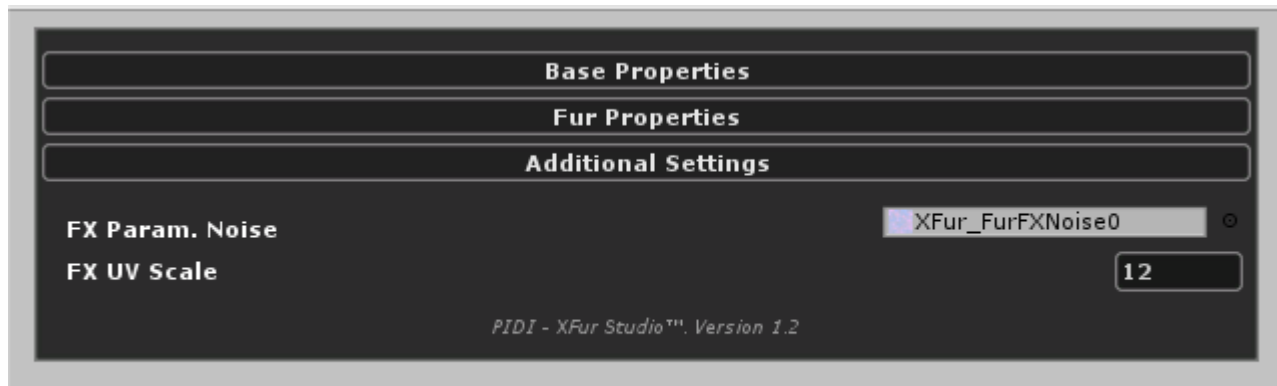 Base Properties
Fur Properties
Additional Settings
FX Param. Noise XFur_FurFXNoise0
FX UV Scale 12
PIDI - XFur Studio™. Version 1.2